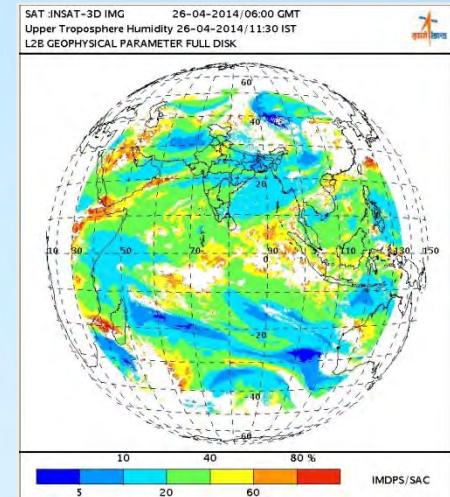 SAT :INSAT-3D IMG 26-04-2014/06:00 GMT
Upper Troposphere Humidity 26-04-2014/11:30 IST
L2B GEOPHYSICAL PARAMETER FULL DISK
60
40
20
10 30 50 70 90 110 130 150
0
-20
-40
-60
10 40 80 %
5 20 60
IMDPS/SAC